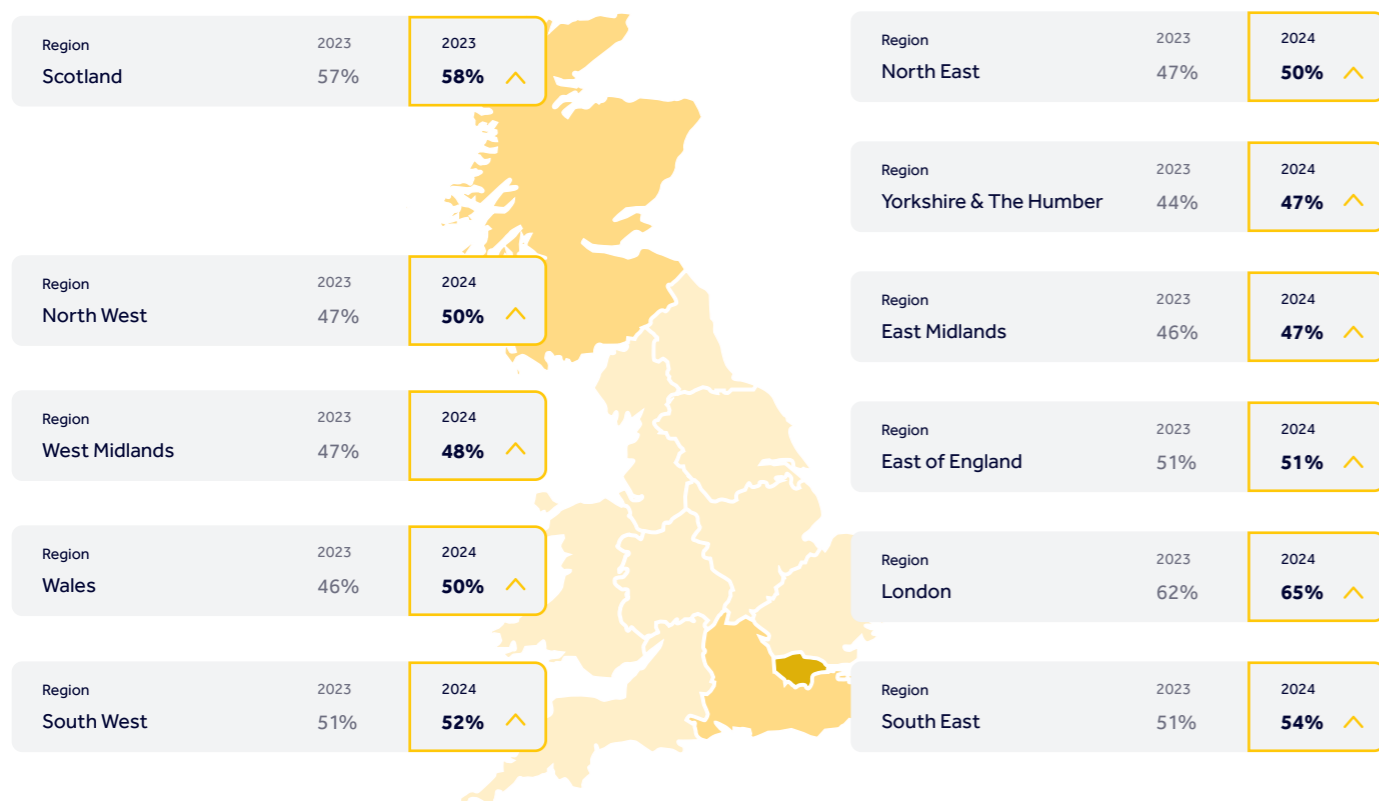 Region 2023 2023
Scotland 57% 58%
Region 2023 2024
North West 47% 50%
Region 2023 2024
West Midlands 47% 48%
Region 2023 2024
Wales 46% 50%
Region 2023 2024
South West 51% 52%
Region 2023 2024
North East 47% 50%
Region 2023 2024
Yorkshire & The Humber 44% 47%
Region 2023 2024
East Midlands 46% 47%
Region 2023 2024
East of England 51% 51%
Region 2023 2024
London 62% 65%
Region 2023 2024
South East 51% 54%